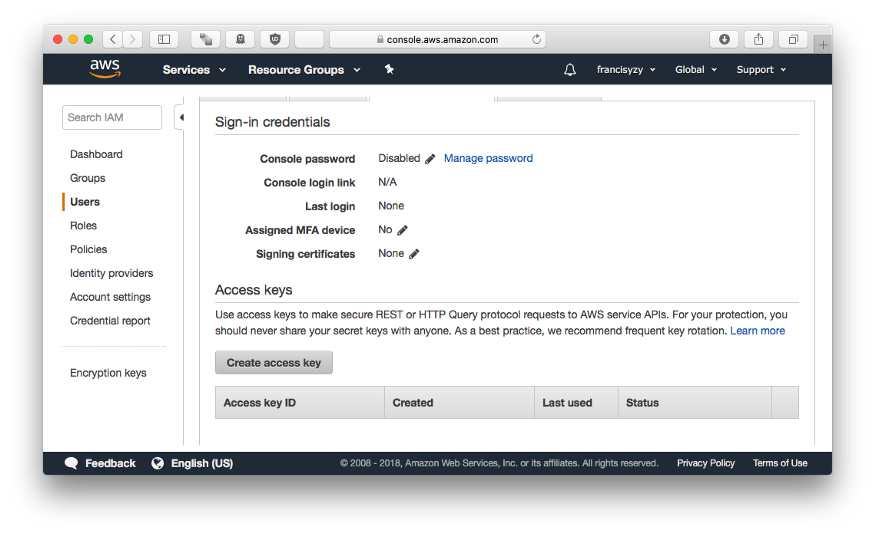 console.aws.amazon.com
aws Services Resource Groups francisyzy Global Support
Search IAM
Dashboard
Groups
Users
Roles
Policies
Identity providers
Account settings
Credential report
Encryption keys
Sign-in credentials
Console password Disabled Manage password
Console login link N/A
Last login None
Assigned MFA device No
Signing certificates None
Access keys
Use access keys to make secure REST or HTTP Query protocol requests to AWS service APIs. For your protection, you
should never share your secret keys with anyone. As a best practice, we recommend frequent key rotation. Learn more
Create access key
Access key ID Created Last used Status
Feedback English (US) © 2008 - 2018, Amazon Web Services, Inc. or its affiliates. All rights reserved. Privacy Policy Terms of Use